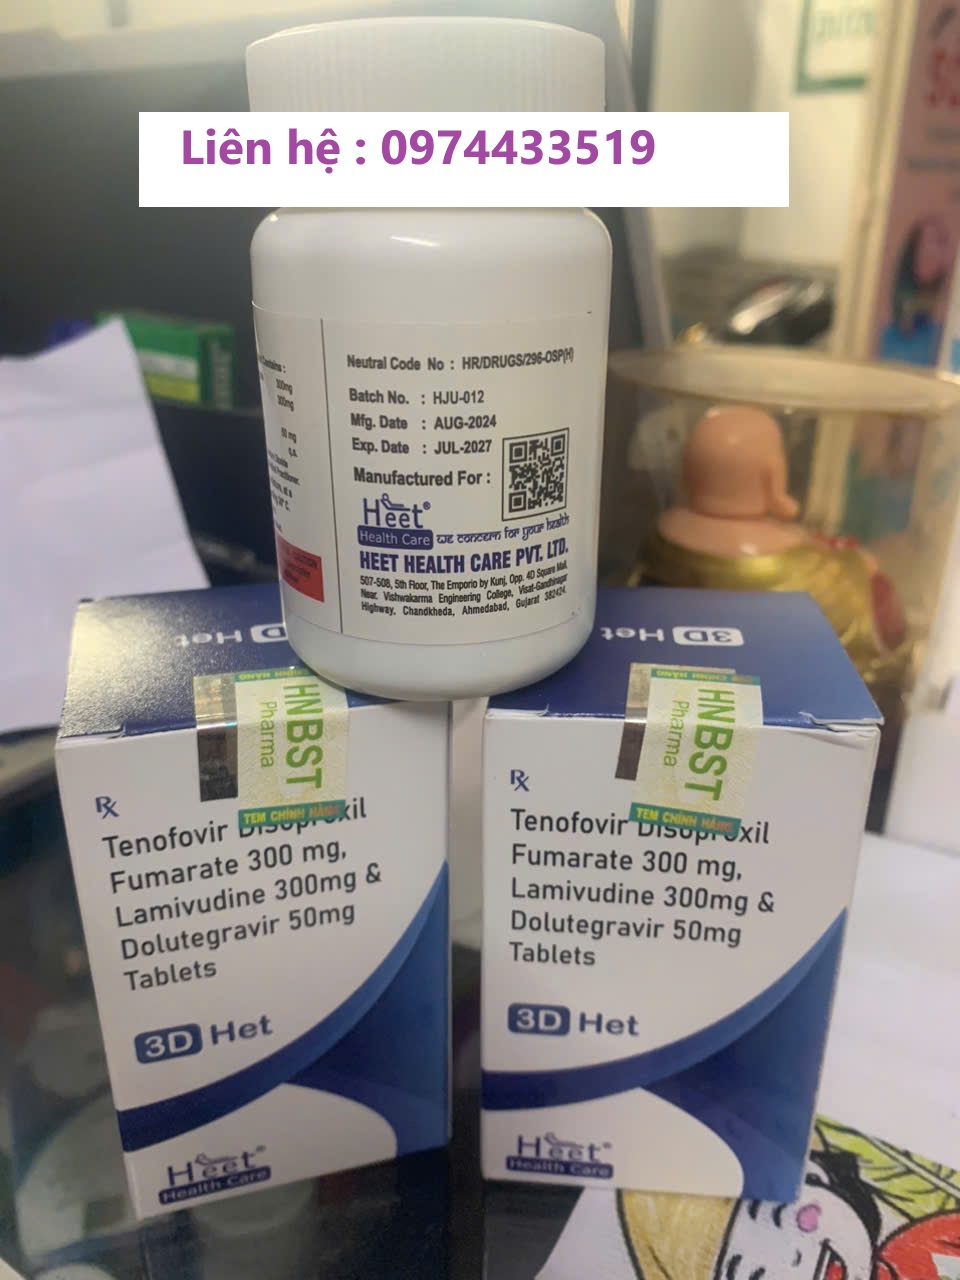 Liên hệ : 0974433519
300mg
300mg
50 mg
q.s.
Neutral Code No : HR/DRUGS/296-OSP(H)
Batch No. : HJU-012
Mfg. Date : AUG-2024
Exp. Date : JUL-2027
Manufactured For :
Heet®
Health Care we concern for your health
HEET HEALTH CARE PVT. LTD.
507-508, 5th Floor, The Emporio by Kunj, Opp. 4D Square Mall,
Near. Vishwakarma Engineering College, Visat-Gandhinagar
Highway, Chandkheda, Ahmedabad, Gujarat 382424.
3D Het
HNBST
Pharma
TEM CHÍNH HÃNG
Rx
Tenofovir Disoproxil
Fumarate 300 mg,
Lamivudine 300mg &
Dolutegravir 50mg
Tablets
3D Het
Heet®
Health Care
3D Het
HNBST
Pharma
TEM CHÍNH HÃNG
Rx
Tenofovir Disoproxil
Fumarate 300 mg,
Lamivudine 300mg &
Dolutegravir 50mg
Tablets
3D Het
Heet®
Health Care